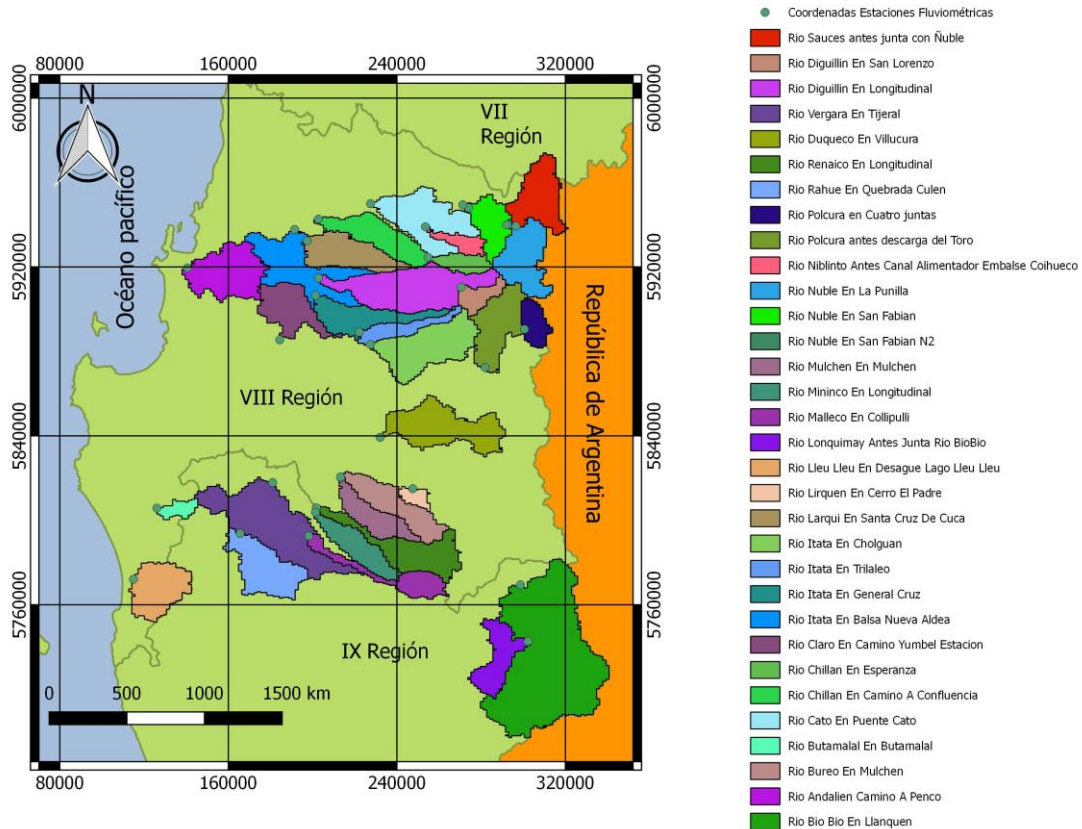 80000 160000 240000 320000
6000000
5920000
5840000
5760000
N
VII
Región
Océano pacífico
República de Argentina
VIII Región
IX Región
0 500 1000 1500 km
6000000
5920000
5840000
5760000
80000 160000 240000 320000
Coordenadas Estaciones Fluviométricas
Rio Sauces antes junta con Ñuble
Rio Diguillin En San Lorenzo
Rio Diguillin En Longitudinal
Rio Vergara En Tijeral
Rio Duqueco En Villucura
Rio Renaico En Longitudinal
Rio Rahue En Quebrada Culen
Rio Polcura en Cuatro juntas
Rio Polcura antes descarga del Toro
Rio Niblinto Antes Canal Alimentador Embalse Coihueco
Rio Nuble En La Punilla
Rio Nuble En San Fabian
Rio Nuble En San Fabian N2
Rio Mulchen En Mulchen
Rio Mininco En Longitudinal
Rio Malleco En Collipulli
Rio Lonquimay Antes Junta Rio BioBio
Rio Lleu Lleu En Desague Lago Lleu Lleu
Rio Lirquen En Cerro El Padre
Rio Larqui En Santa Cruz De Cuca
Rio Itata En Cholguan
Rio Itata En Trilaleo
Rio Itata En General Cruz
Rio Itata En Balsa Nueva Aldea
Rio Claro En Camino Yumbel Estacion
Rio Chillan En Esperanza
Rio Chillan En Camino A Confluencia
Rio Cato En Puente Cato
Rio Butamalal En Butamalal
Rio Bureo En Mulchen
Rio Andalien Camino A Penco
Rio Bio Bio En Llanquen